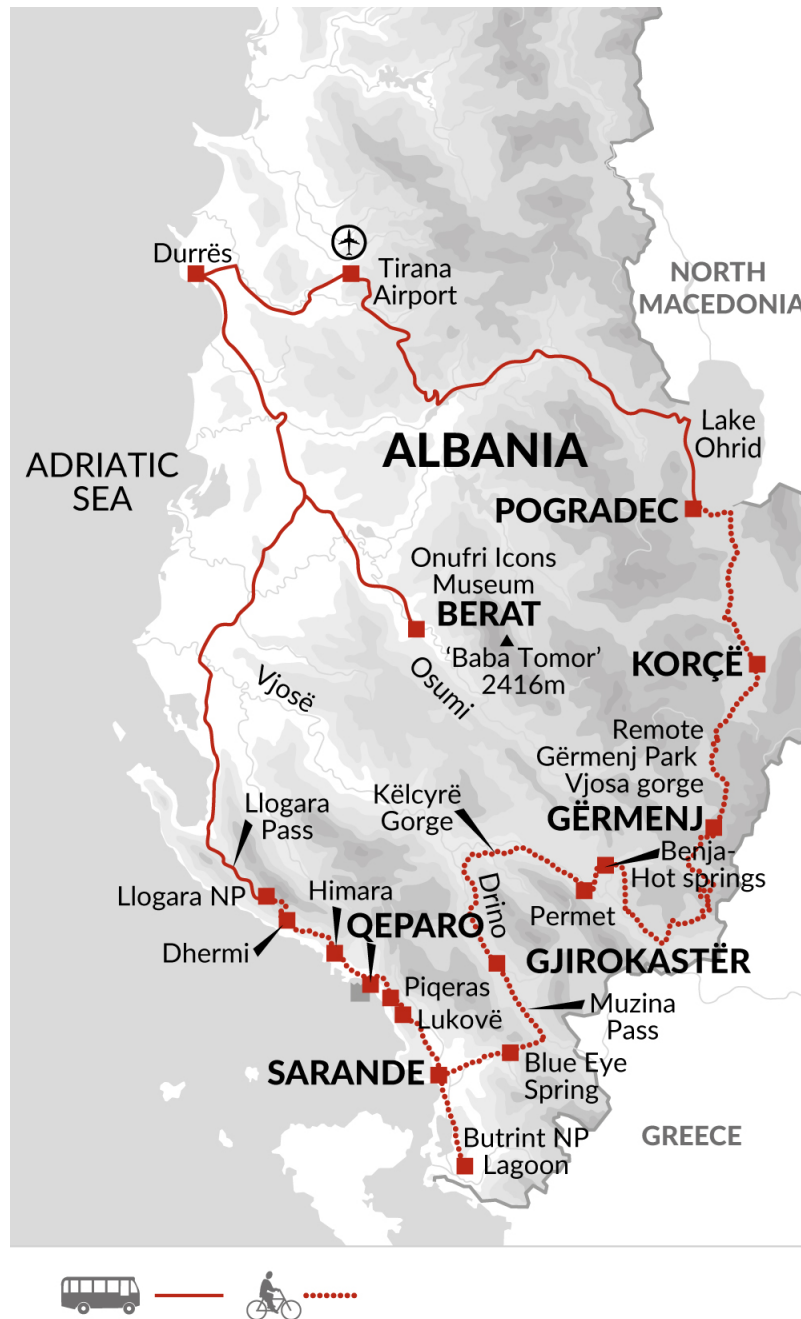 Durrës
Tirana
Airport
NORTH
MACEDONIA
Lake
Ohrid
ADRIATIC
SEA
ALBANIA
POGRADEC
Onufri Icons
Museum
BERAT
'Baba Tomor'
2416m
KORÇË
Vjosë
Osumi
Remote
Gërmenj Park
Vjosa gorge
GËRMENJ
Këlcyrë
Gorge
Llogara
Pass
Benja-
Hot springs
Llogara NP
Himara
Drino
Permet
QEPARO
Dhermi
GJIROKASTËR
Piqeras
Muzina
Pass
Lukovë
SARANDE
Blue Eye
Spring
Butrint NP
Lagoon
GREECE